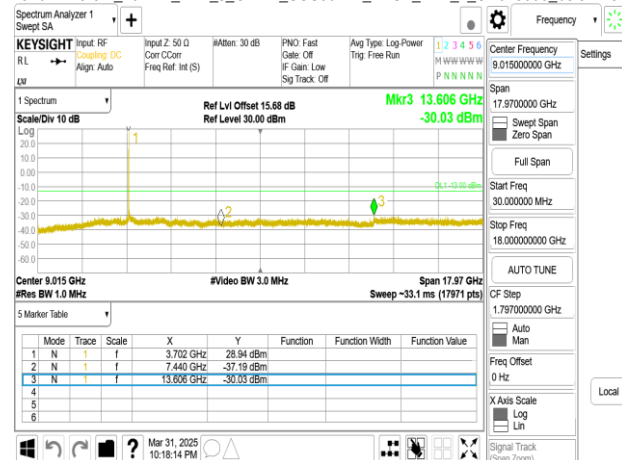 Spectrum Analyzer 1
Swept SA
Frequency
KEYSIGHT
RL
Input: RF
Coupling: DC
Align: Auto
Input Z: 50 Ω
Corr CCorr
Freq Ref: Int (S)
#Atten: 30 dB
PNO: Fast
Gate: Off
IF Gain: Low
Sig Track: Off
Avg Type: Log-Power
Trig: Free Run
1 2 3 4 5 6
M W W W W W
P N N N N N
Center Frequency
9.015000000 GHz
Settings
1 Spectrum
Scale/Div 10 dB
Ref Lvl Offset 15.68 dB
Ref Level 30.00 dBm
Mkr3 13.606 GHz
-30.03 dBm
Span
17.9700000 GHz
Swept Span
Zero Span
Full Span
Start Freq
30.000000 MHz
Stop Freq
18.000000000 GHz
AUTO TUNE
CF Step
1.797000000 GHz
Auto
Man
Freq Offset
0 Hz
X Axis Scale
Log
Lin
Signal Track
(Span Zoom)
Local
Log
20.0
10.0
0.00
-10.0
-20.0
-30.0
-40.0
-50.0
-60.0
1
2
3
DL1 -13.00 dBm
Center 9.015 GHz
#Res BW 1.0 MHz
#Video BW 3.0 MHz
Span 17.97 GHz
Sweep ~33.1 ms (17971 pts)
5 Marker Table
Mode Trace Scale X Y Function Function Width Function Value
1 N 1 f 3.702 GHz 28.94 dBm
2 N 1 f 7.440 GHz -37.19 dBm
3 N 1 f 13.606 GHz -30.03 dBm
4
5
6
?
Mar 31, 2025
10:18:14 PM